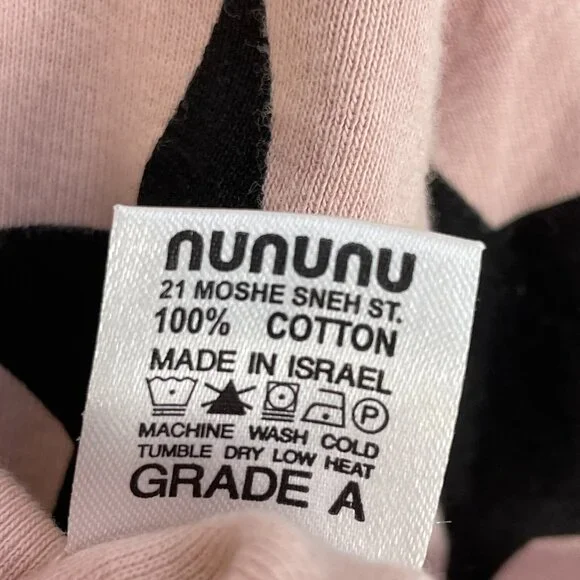 nununu
21 MOSHE SNEH ST.
100% COTTON
MADE IN ISRAEL
P
MACHINE WASH COLD
TUMBLE DRY LOW HEAT
GRADE A